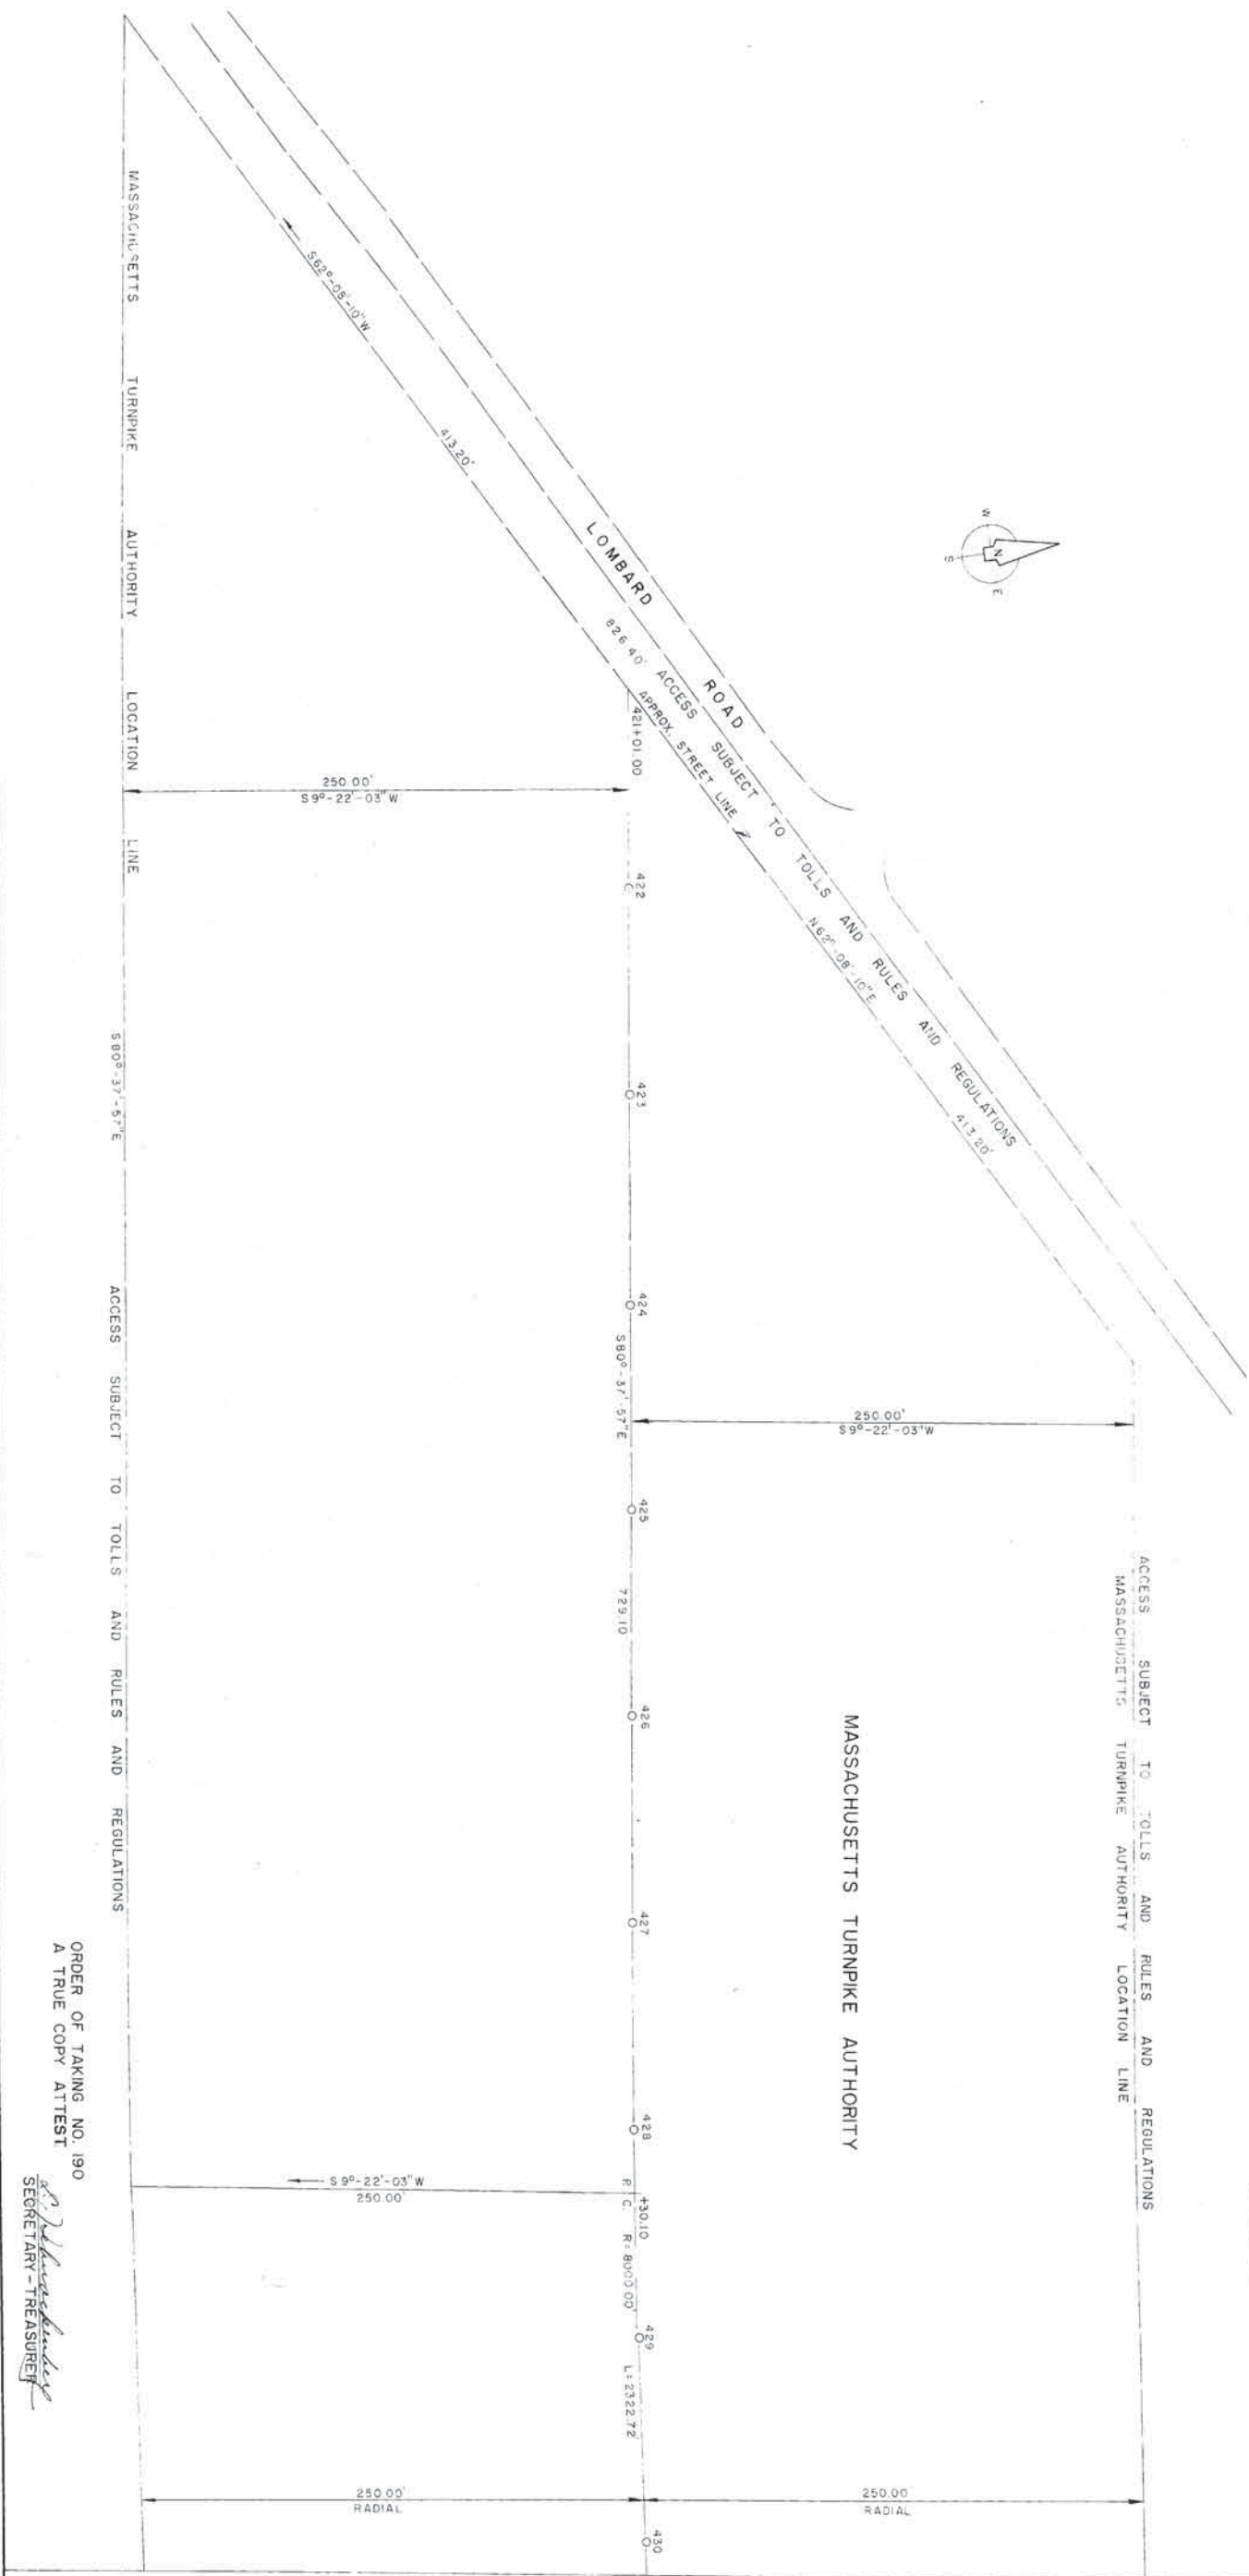 LOMBARD ROAD
826.40' ACCESS SUBJECT TO TOLLS AND RULES AND REGULATIONS
APPROX. STREET LINE
S62°-08'-10"W
413.20'
N62°-08'-10"E
413.20'
W
N
S
E
ACCESS SUBJECT TO TOLLS AND RULES AND REGULATIONS
MASSACHUSETTS TURNPIKE AUTHORITY LOCATION LINE
250.00'
S9°-22'-03"W
MASSACHUSETTS TURNPIKE AUTHORITY
250.00
RADIAL
421+01.00
422
423
424
425
426
427
428
+30.10
429
430
S80°-37'-57"E
729.10
P.C.
R=8000.00'
L=2322.72
250.00'
S9°-22'-03"W
S9°-22'-03"W
250.00'
250.00'
RADIAL
MASSACHUSETTS TURNPIKE AUTHORITY LOCATION LINE
S80°-37'-57"E
ACCESS SUBJECT TO TOLLS AND RULES AND REGULATIONS
ORDER OF TAKING NO. 190
A TRUE COPY ATTEST
SECRETARY-TREASURER